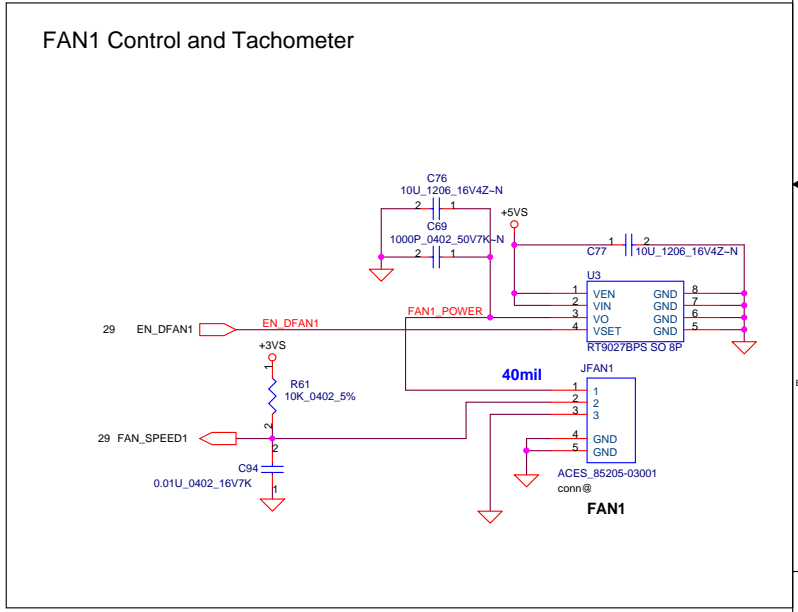 FAN1 Control and Tachometer
C76
10U_1206_16V4Z~N
2 1
C69
1000P_0402_50V7K~N
2 1
+5VS
C77
1 2
10U_1206_16V4Z~N
U3
1 VEN GND 8
2 VIN GND 7
3 VO GND 6
4 VSET GND 5
RT9027BPS SO 8P
FAN1_POWER
29 EN_DFAN1
EN_DFAN1
+3VS
1
R61
10K_0402_5%
2
40mil
JFAN1
1 1
2 2
3 3
4 GND
5 GND
ACES_85205-03001
conn@
FAN1
29 FAN_SPEED1
2
C94
0.01U_0402_16V7K
1